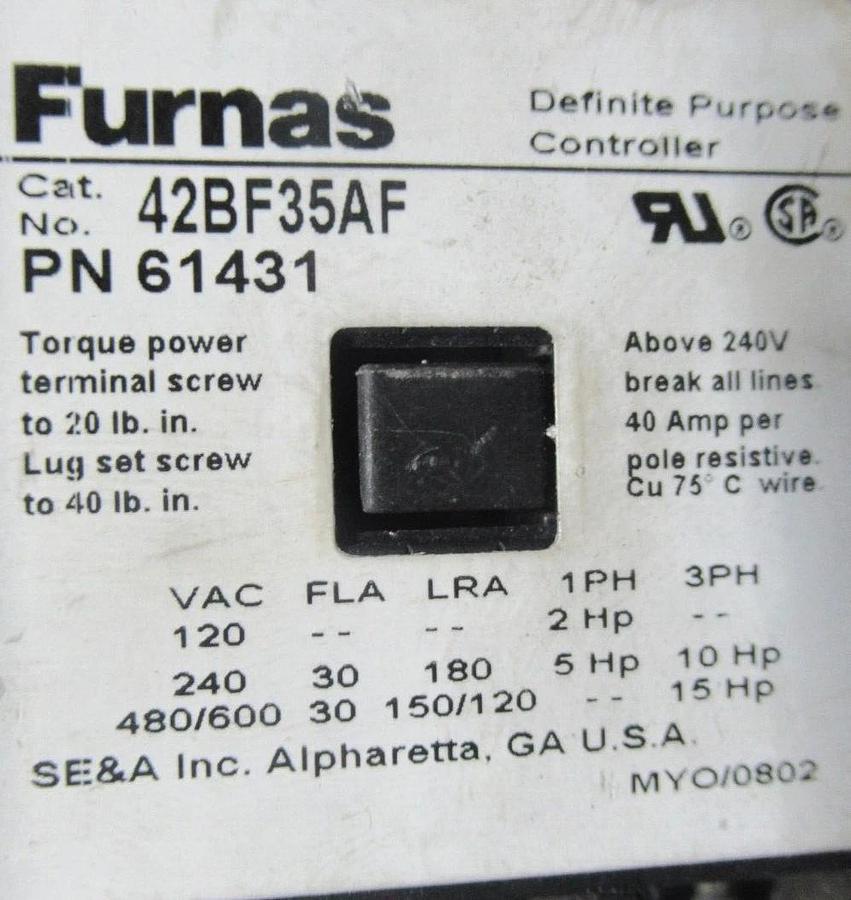 Furnas
Definite Purpose
Controller
Cat.
No. 42BF35AF
PN 61431
RU® SA®
Torque power
terminal screw
to 20 lb. in.
Lug set screw
to 40 lb. in.
Above 240V
break all lines.
40 Amp per
pole resistive.
Cu 75° C wire.
VAC FLA LRA 1PH 3PH
120 -- -- 2 Hp --
240 30 180 5 Hp 10 Hp
480/600 30 150/120 -- 15 Hp
SE&A Inc. Alpharetta, GA U.S.A.
MYO/0802